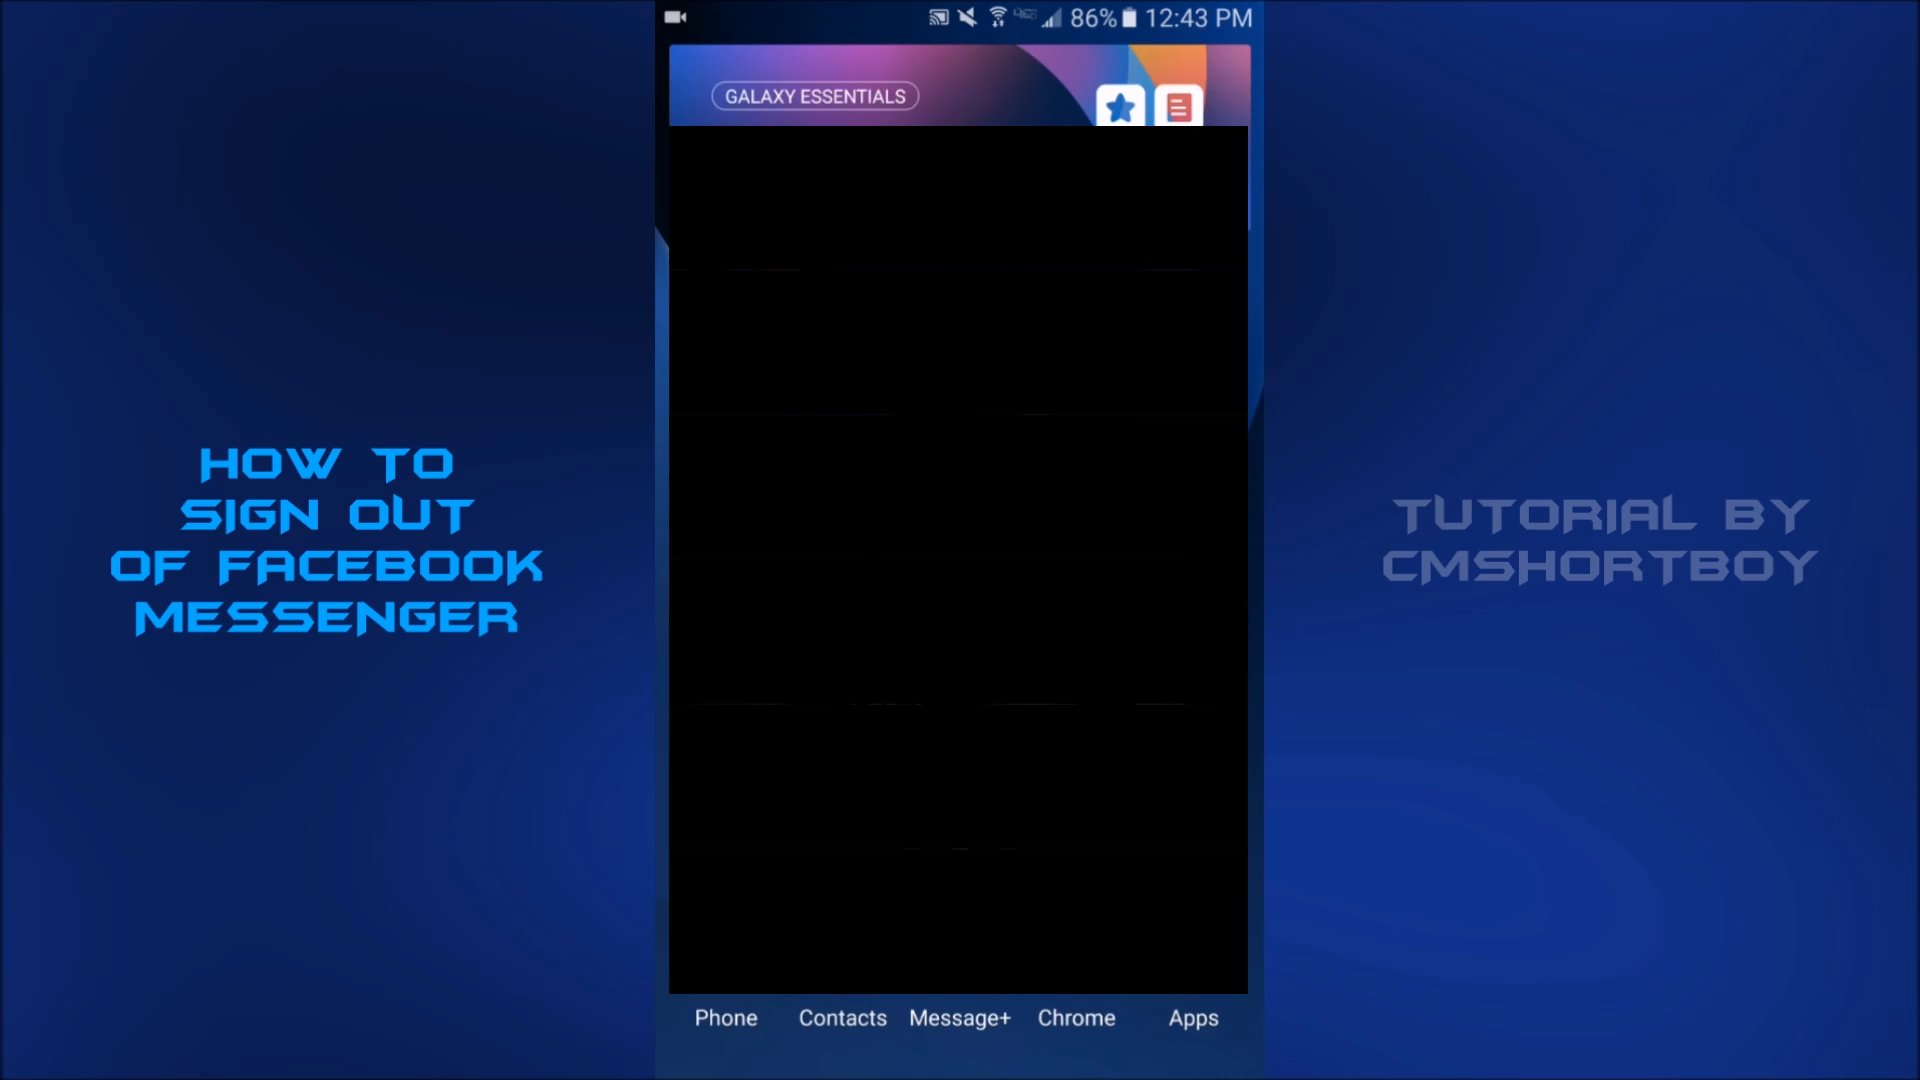 86% 12:43 PM
GALAXY ESSENTIALS
HOW TO
SIGN OUT
OF FACEBOOK
MESSENGER
TUTORIAL BY
CMSHORTBOY
Phone Contacts Message+ Chrome Apps